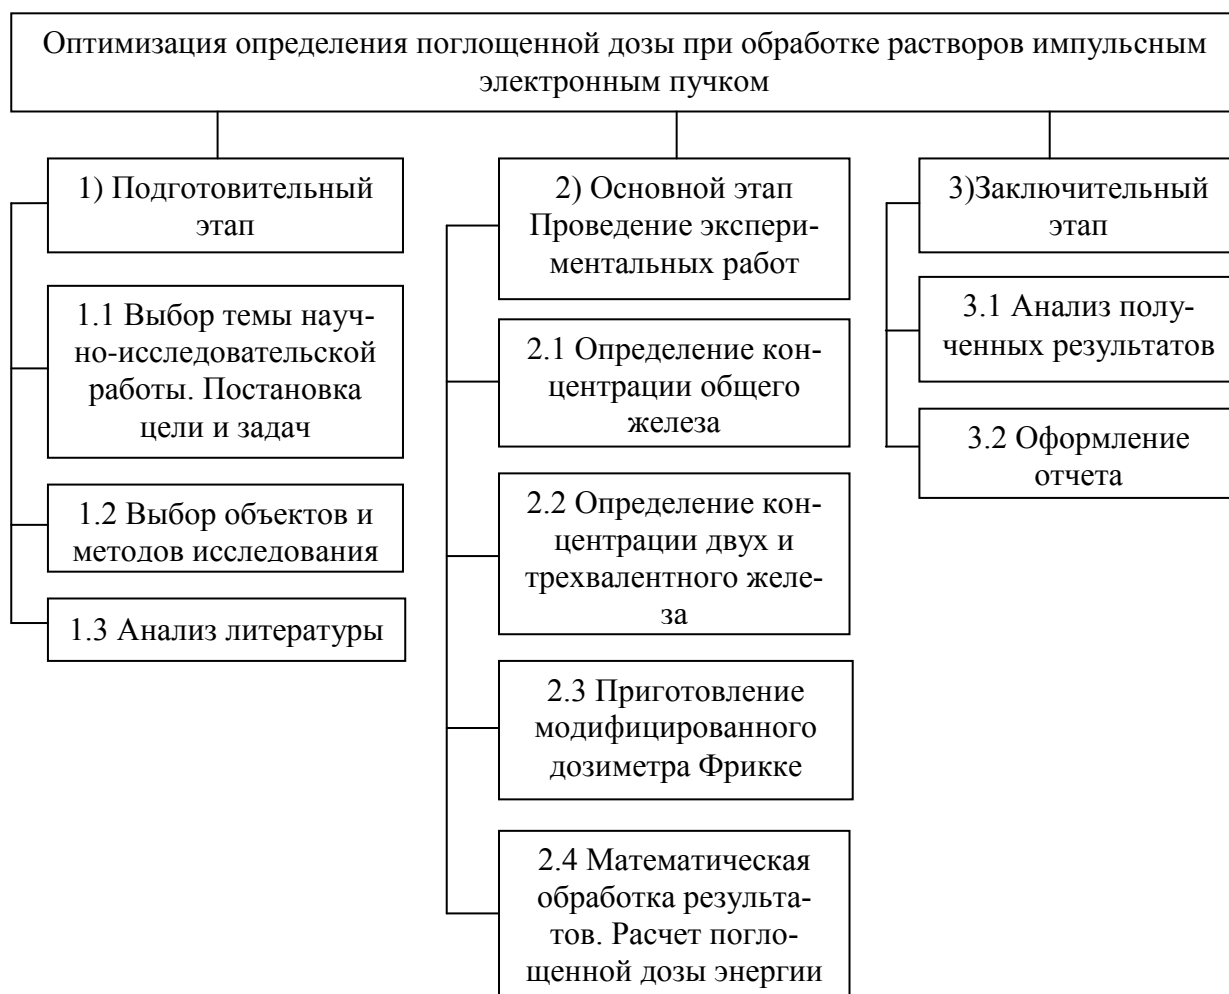 Оптимизация определения поглощенной дозы при обработке растворов импульсным
электронным пучком
1) Подготовительный
этап
1.1 Выбор темы науч-
но-исследовательской
работы. Постановка
цели и задач
1.2 Выбор объектов и
методов исследования
1.3 Анализ литературы
2) Основной этап
Проведение экспери-
ментальных работ
2.1 Определение кон-
центрации общего
железа
2.2 Определение кон-
центрации двух и
трехвалентного желе-
за
2.3 Приготовление
модифицированного
дозиметра Фрикке
2.4 Математическая
обработка результа-
тов. Расчет погло-
щенной дозы энергии
3)Заключительный
этап
3.1 Анализ полу-
ченных результатов
3.2 Оформление
отчета